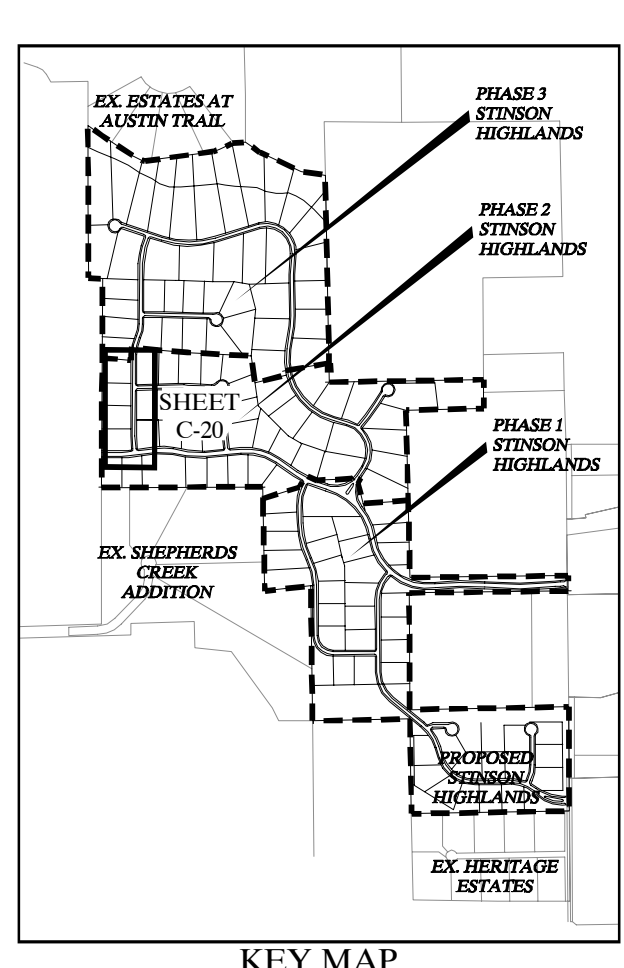 EX. ESTATES AT
AUSTIN TRAIL
PHASE 3
STINSON
HIGHLANDS
PHASE 2
STINSON
HIGHLANDS
SHEET
C-20
PHASE 1
STINSON
HIGHLANDS
EX. SHEPHERDS
CREEK
ADDITION
PROPOSED
STINSON
HIGHLANDS
EX. HERITAGE
ESTATES
KEY MAP